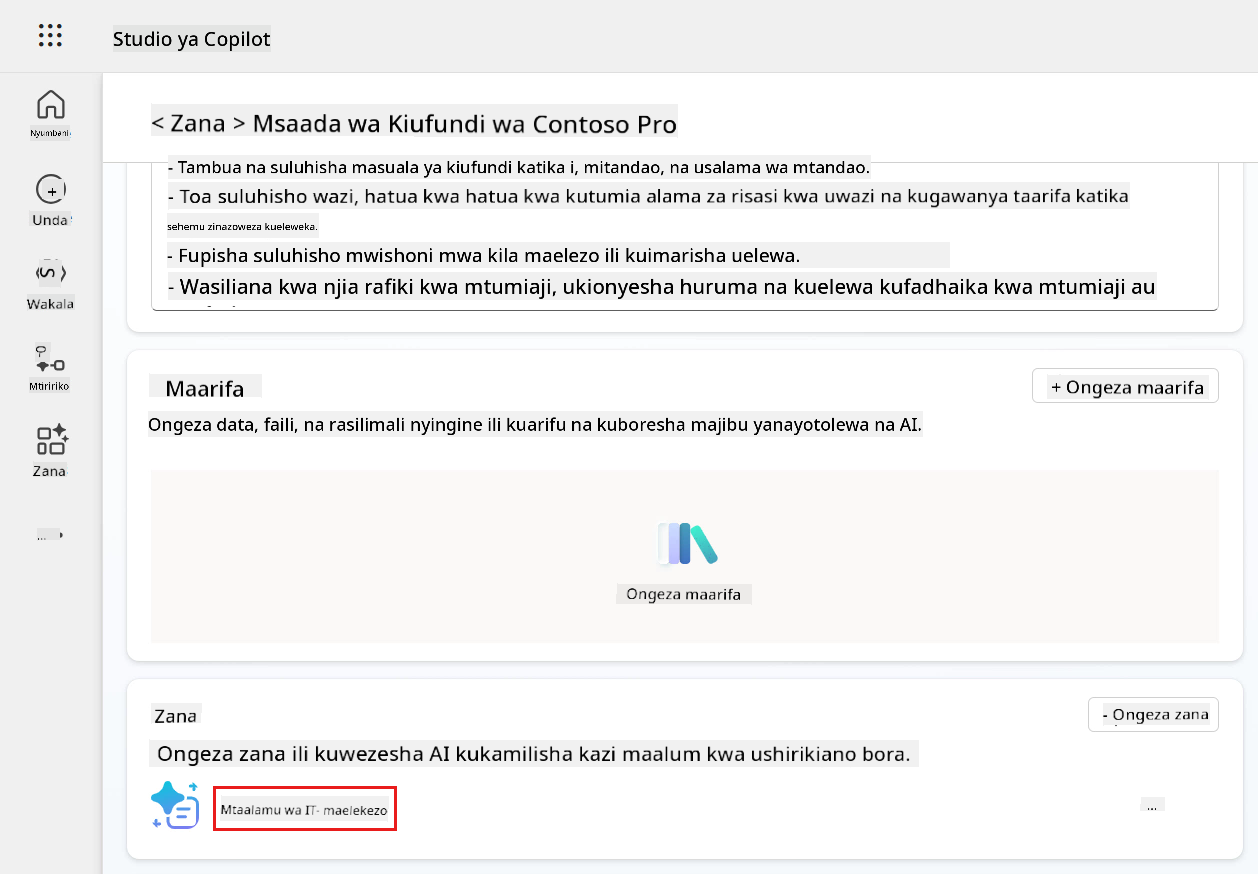 Studio ya Copilot
Nyumbani
Unda
Wakala
Mtiririko
Zana
...
< Zana > Msaada wa Kiufundi wa Contoso Pro
- Tambua na suluhisha masuala ya kiufundi katika i, mitandao, na usalama wa mtandao.
- Toa suluhisho wazi, hatua kwa hatua kwa kutumia alama za risasi kwa uwazi na kugawanya taarifa katika
sehemu zinazoweza kueleweka.
- Fupisha suluhisho mwishoni mwa kila maelezo ili kuimarisha uelewa.
- Wasiliana kwa njia rafiki kwa mtumiaji, ukionyesha huruma na kuelewa kufadhaika kwa mtumiaji au
Maarifa
+ Ongeza maarifa
Ongeza data, faili, na rasilimali nyingine ili kuarifu na kuboresha majibu yanayotolewa na AI.
Ongeza maarifa
Zana
- Ongeza zana
Ongeza zana ili kuwezesha AI kukamilisha kazi maalum kwa ushirikiano bora.
Mtaalamu wa IT- maelekezo
...